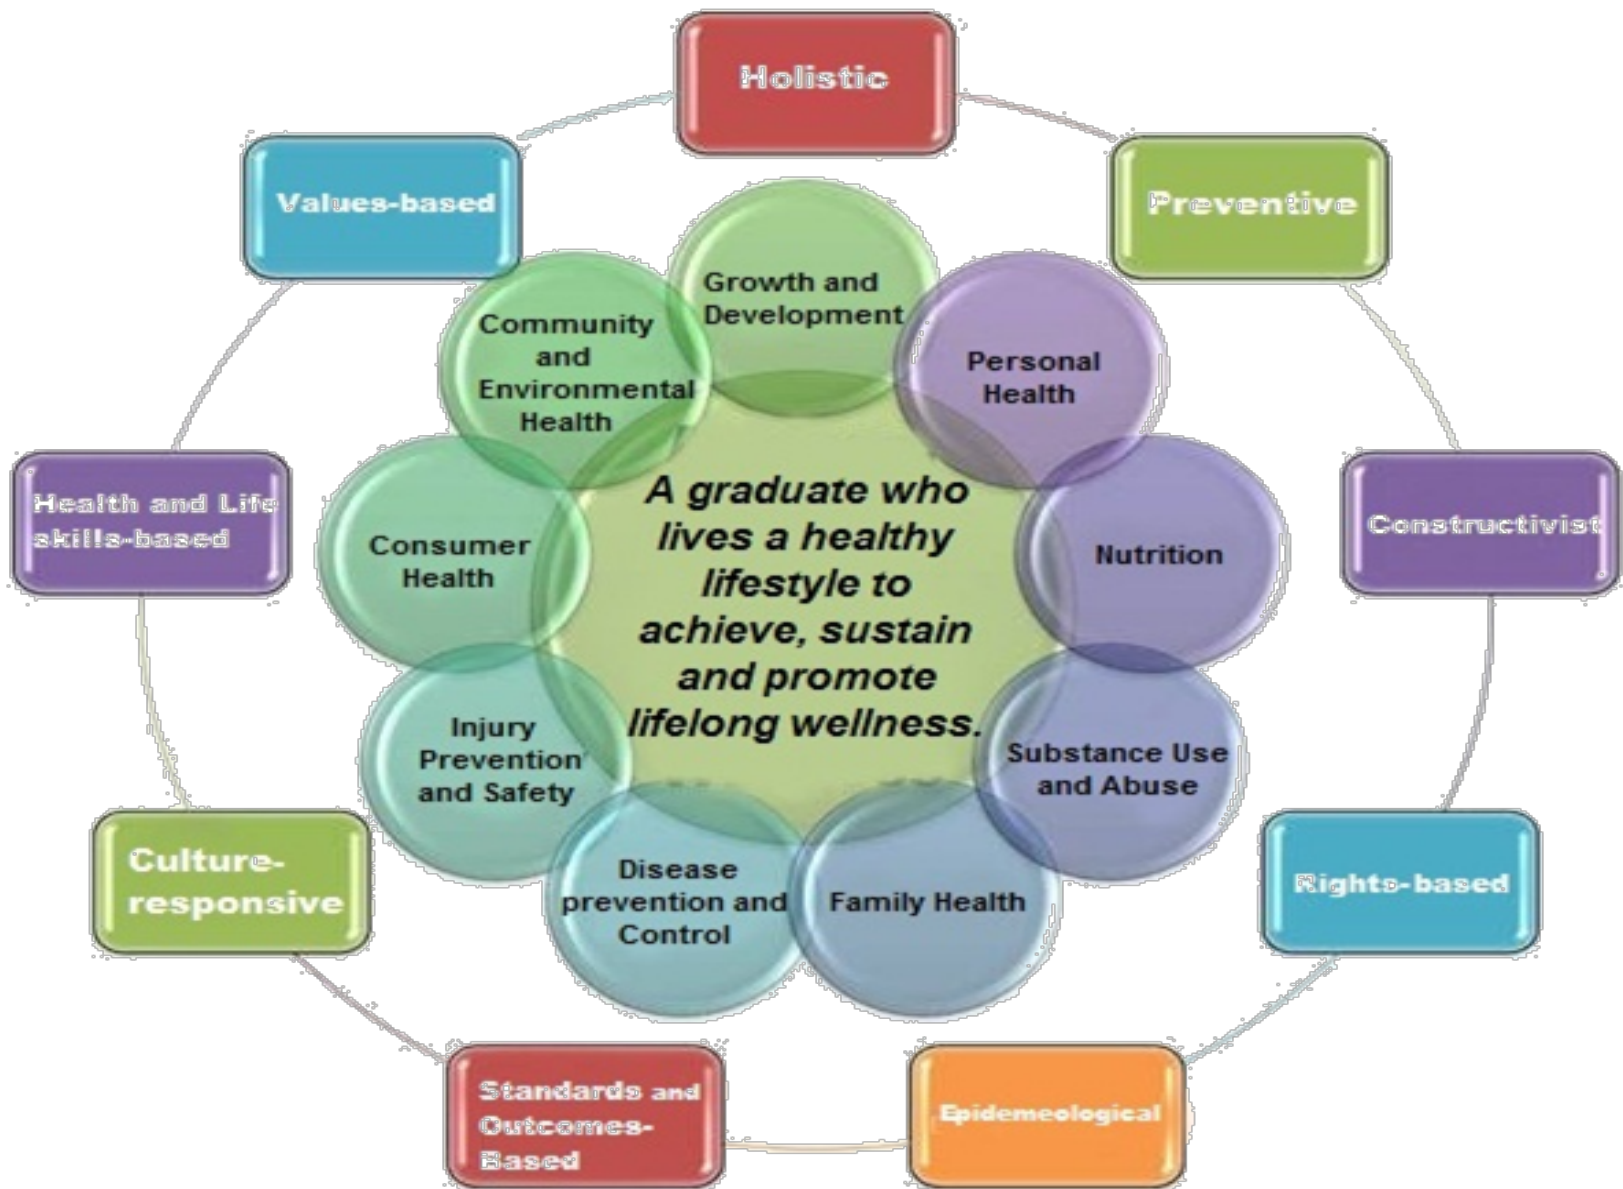 Holistic
Values-based
Preventive
Growth and
Development
Community
and
Environmental
Health
Personal
Health
Health and Life
skills-based
Constructivist
Consumer
Health
Nutrition
A graduate who
lives a healthy
lifestyle to
achieve, sustain
and promote
lifelong wellness.
Injury
Prevention
and Safety
Substance Use
and Abuse
Culture-
responsive
Rights-based
Disease
prevention and
Control
Family Health
Standards and
Outcomes-
Based
Epidemeological